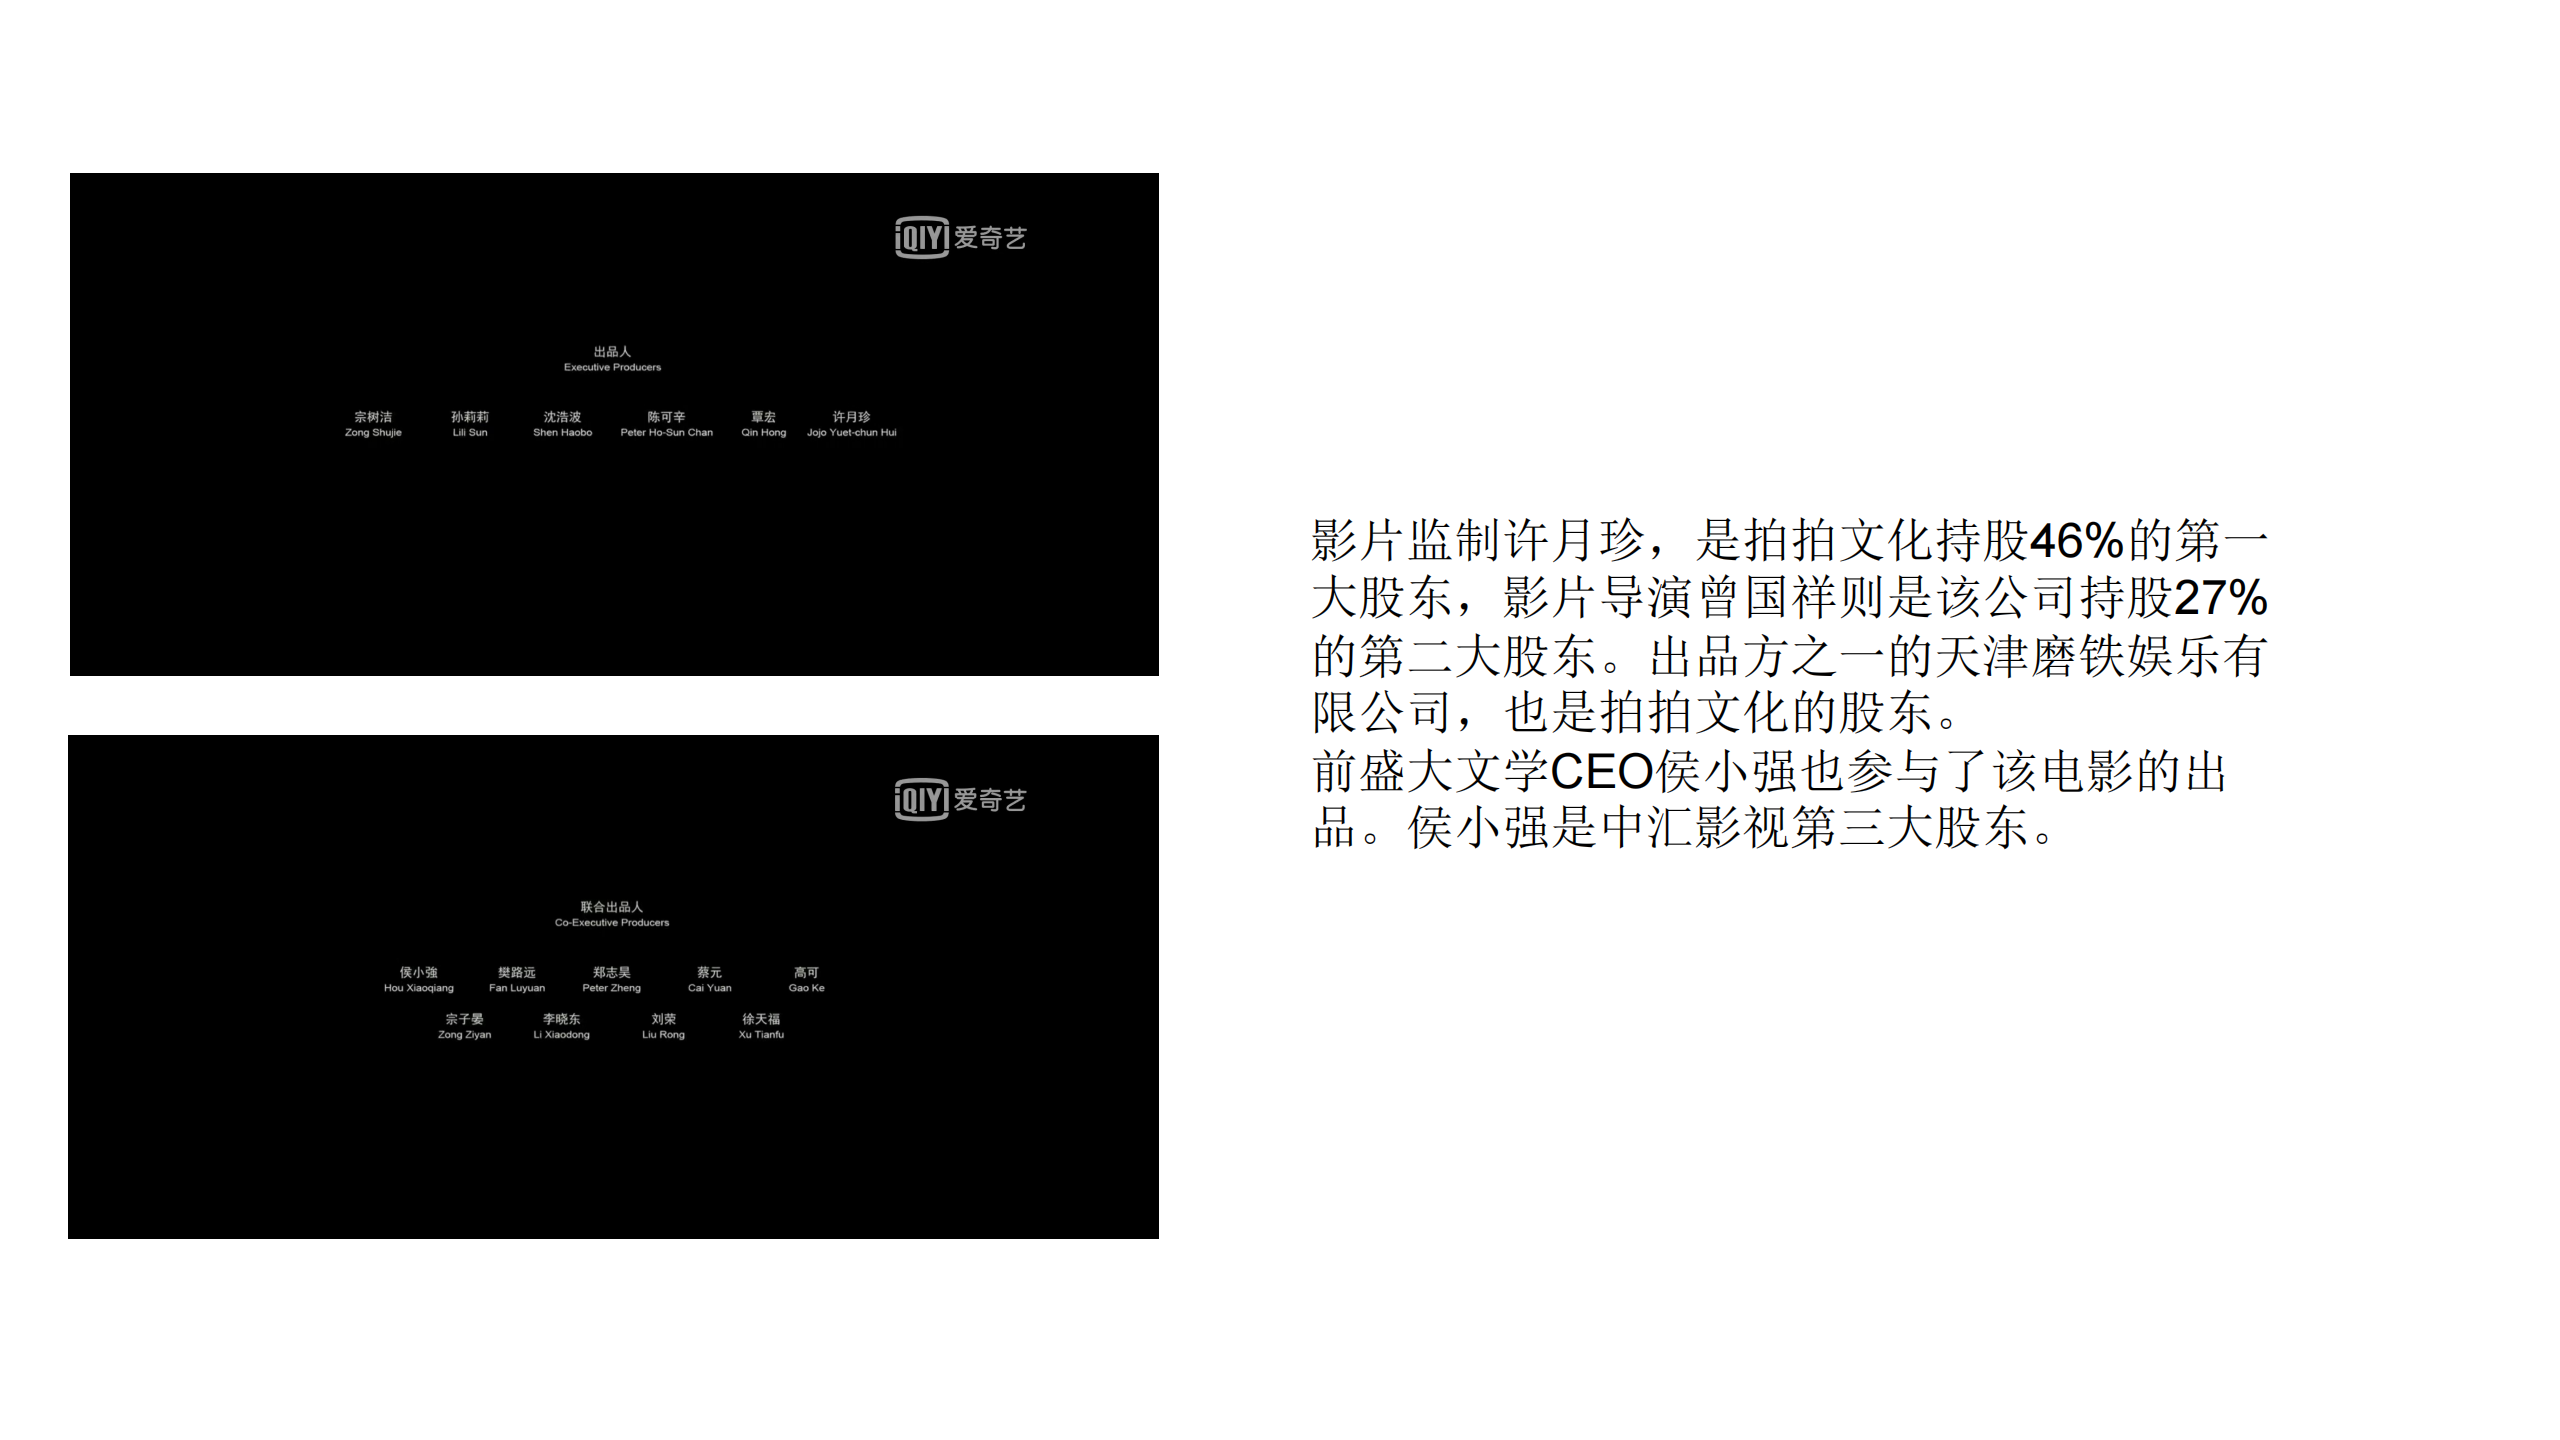 iQIYI 爱奇艺
出品人
Executive Producers
宗树洁 孙莉莉 沈浩波 陈可辛 覃宏 许月珍
Zong Shujie Lili Sun Shen Haobo Peter Ho-Sun Chan Qin Hong Jojo Yuet-chun Hui
iQIYI 爱奇艺
联合出品人
Co-Executive Producers
侯小強 樊路远 郑志昊 蔡元 高可
Hou Xiaoqiang Fan Luyuan Peter Zheng Cai Yuan Gao Ke
宗子晏 李晓东 刘荣 徐天福
Zong Ziyan Li Xiaodong Liu Rong Xu Tianfu
影片监制许月珍，是拍拍文化持股46%的第一
大股东，影片导演曾国祥则是该公司持股27%
的第二大股东。出品方之一的天津磨铁娱乐有
限公司，也是拍拍文化的股东。
前盛大文学CEO侯小强也参与了该电影的出
品。侯小强是中汇影视第三大股东。